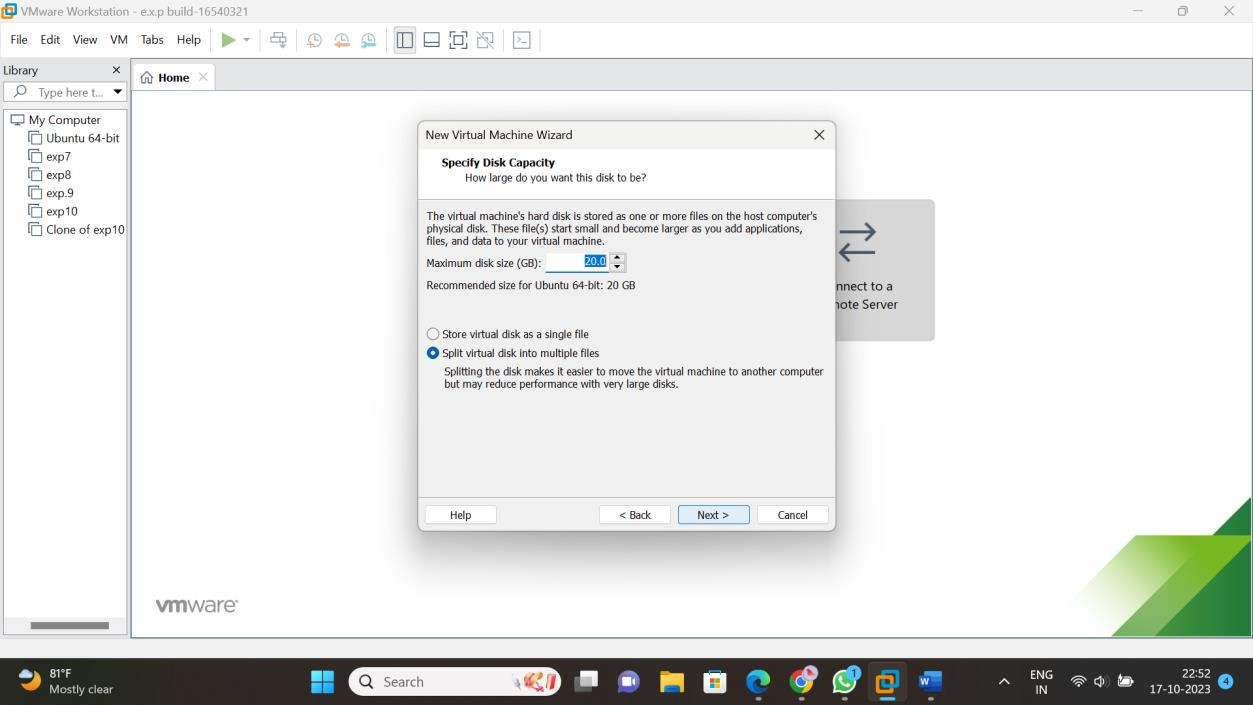 VMware Workstation - e.x.p build-16540321
File Edit View VM Tabs Help
Library
Type here t...
Home
My Computer
Ubuntu 64-bit
exp7
exp8
exp.9
exp10
Clone of exp10
New Virtual Machine Wizard
Specify Disk Capacity
How large do you want this disk to be?
The virtual machine's hard disk is stored as one or more files on the host computer's
physical disk. These file(s) start small and become larger as you add applications,
files, and data to your virtual machine.
Maximum disk size (GB): 20.0
Recommended size for Ubuntu 64-bit: 20 GB
Store virtual disk as a single file
Split virtual disk into multiple files
Splitting the disk makes it easier to move the virtual machine to another computer
but may reduce performance with very large disks.
Help < Back Next > Cancel
nnect to a
ote Server
vmware
81°F
Mostly clear
Search
1
W
ENG
IN
22:52
17-10-2023
4